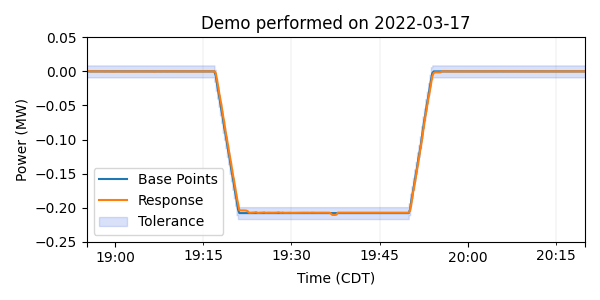 Demo performed on 2022-03-17
0.05
0.00
−0.05
−0.10
−0.15
−0.20
−0.25
Power (MW)
Base Points
Response
Tolerance
19:00 19:15 19:30 19:45 20:00 20:15
Time (CDT)